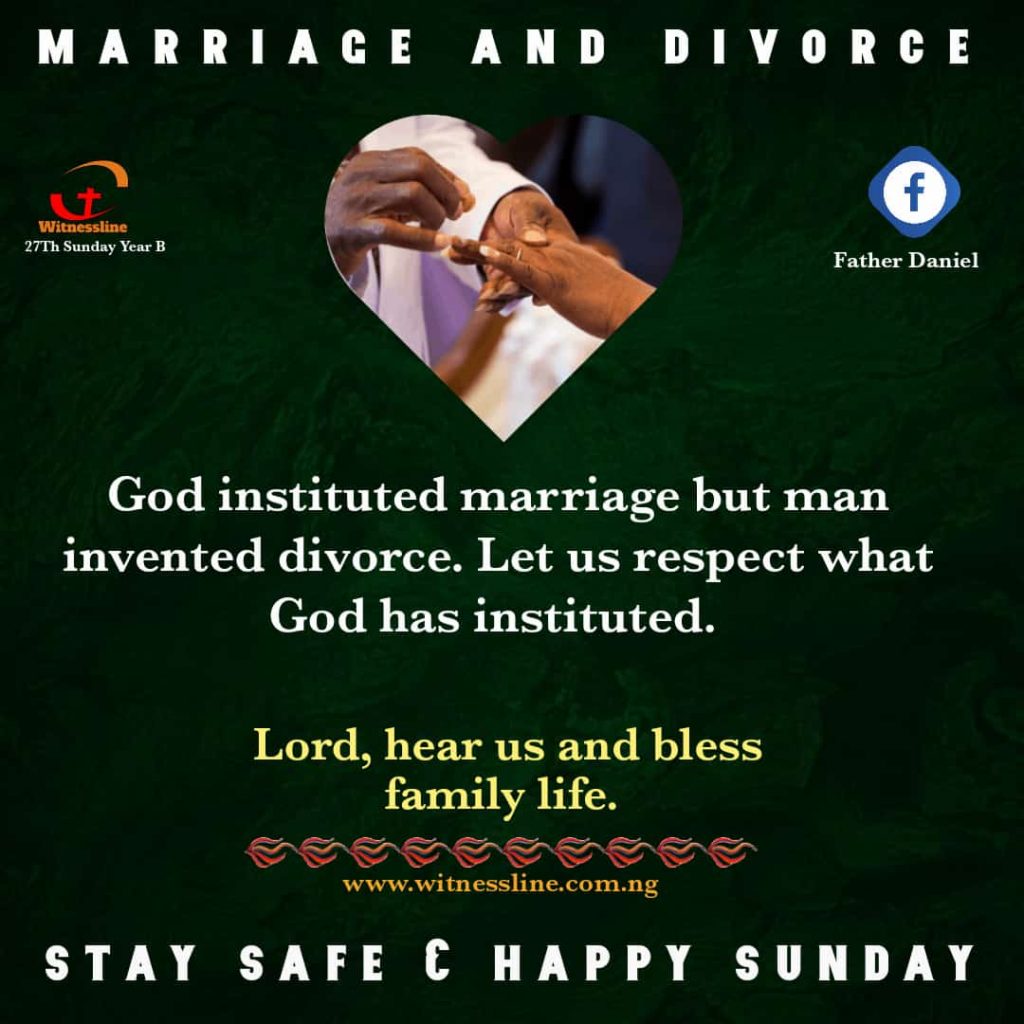 MARRIAGE AND DIVORCE
Witnessline
27Th Sunday Year B
f
Father Daniel
God instituted marriage but man
invented divorce. Let us respect what
God has instituted.
Lord, hear us and bless
family life.
www.witnessline.com.ng
STAY SAFE & HAPPY SUNDAY